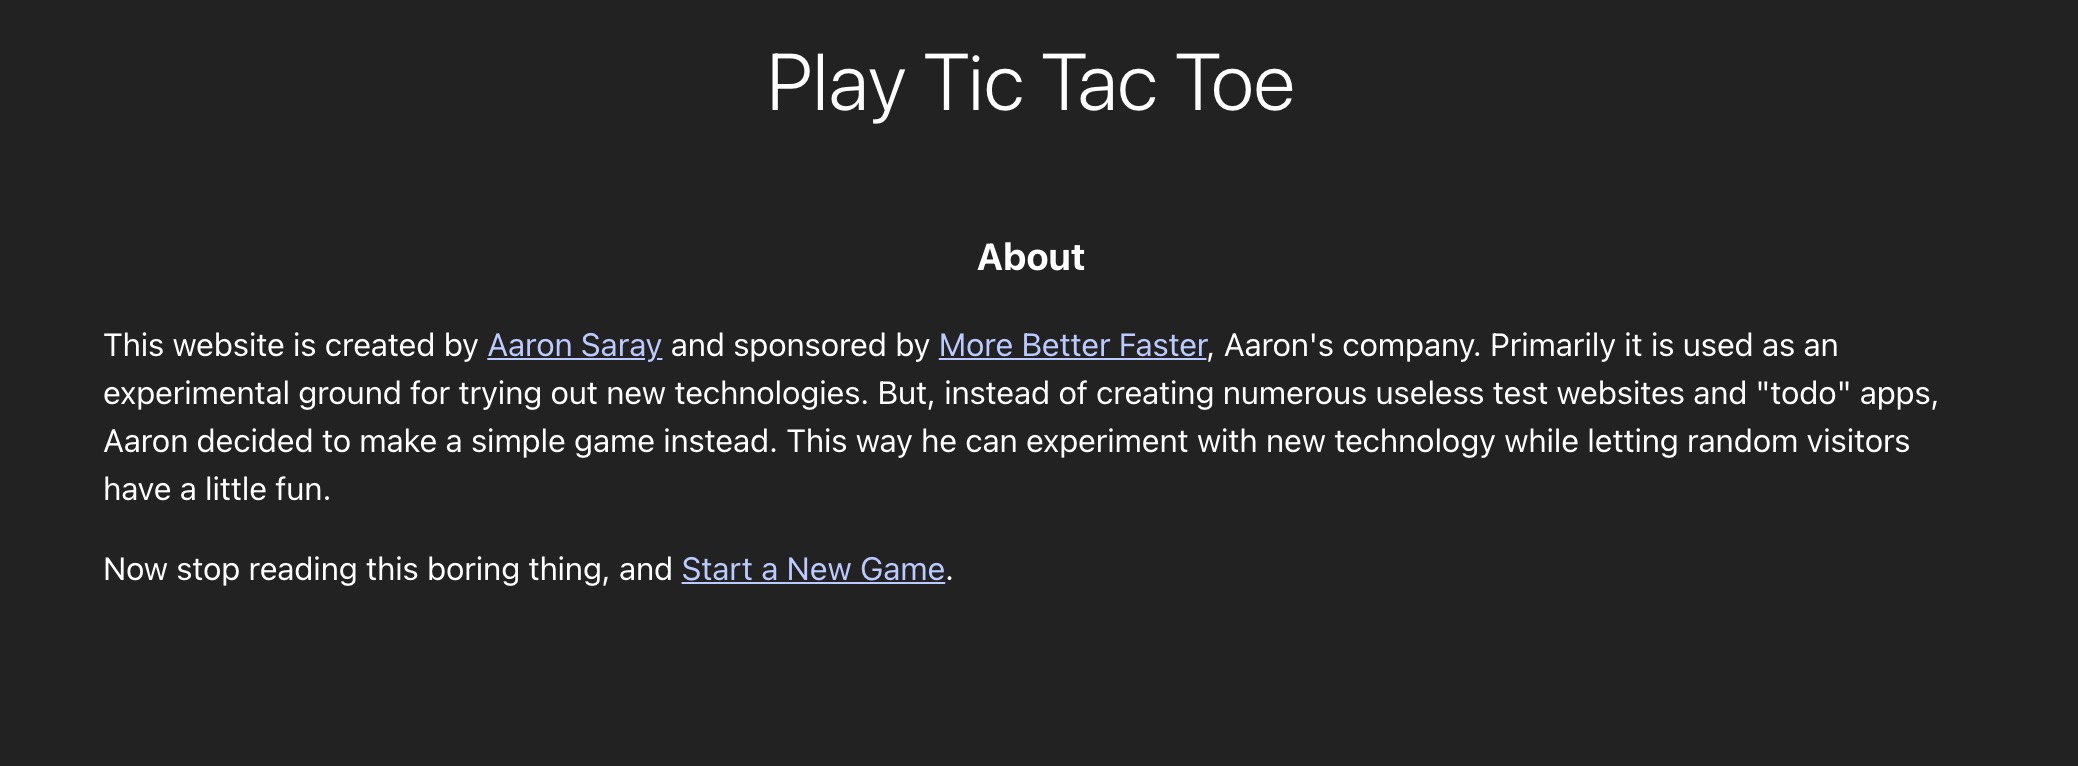 Play Tic Tac Toe
About
This website is created by Aaron Saray and sponsored by More Better Faster, Aaron's company. Primarily it is used as an
experimental ground for trying out new technologies. But, instead of creating numerous useless test websites and "todo" apps,
Aaron decided to make a simple game instead. This way he can experiment with new technology while letting random visitors
have a little fun.
Now stop reading this boring thing, and Start a New Game.